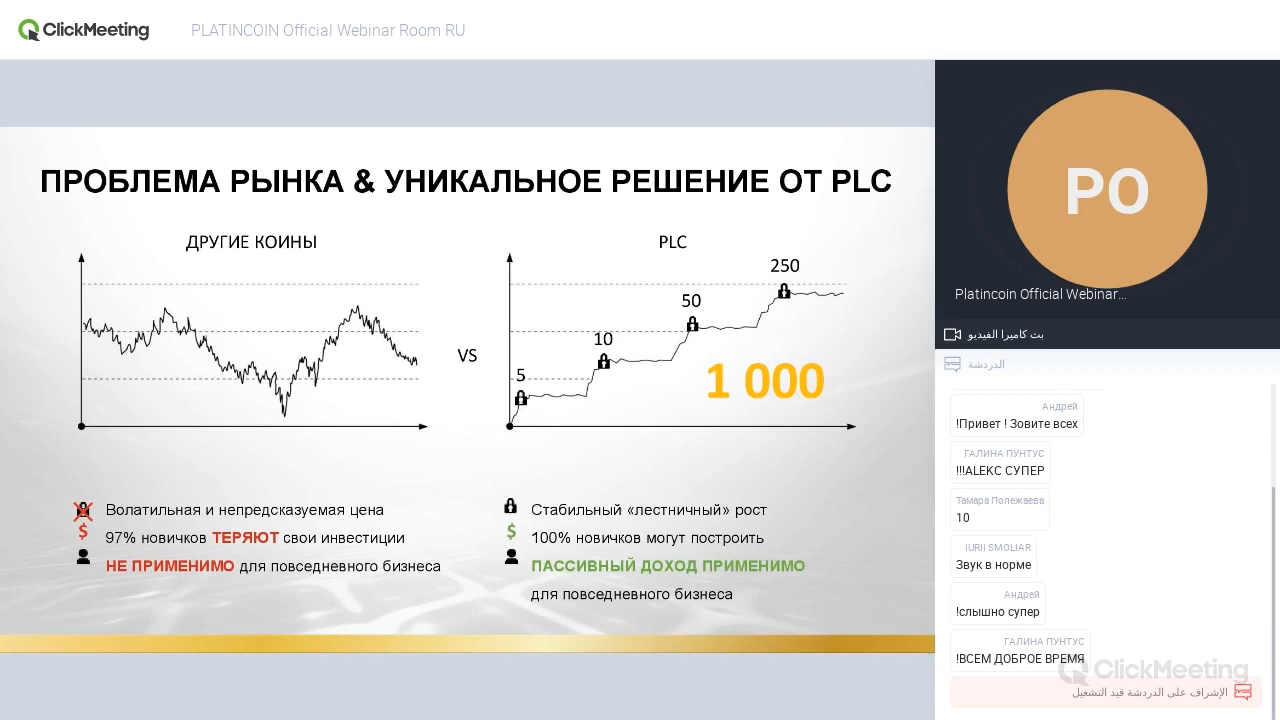 ClickMeeting
PLATINCOIN Official Webinar Room RU
ПРОБЛЕМА РЫНКА & УНИКАЛЬНОЕ РЕШЕНИЕ ОТ PLC
ДРУГИЕ КОИНЫ
VS
PLC
5
10
50
250
1 000
Волатильная и непредсказуемая цена
$ 97% новичков ТЕРЯЮТ свои инвестиции
НЕ ПРИМЕНИМО для повседневного бизнеса
Стабильный «лестничный» рост
$ 100% новичков могут построить
ПАССИВНЫЙ ДОХОД ПРИМЕНИМО
для повседневного бизнеса
PO
Platincoin Official Webinar...
بث كاميرا الفيديو
الدردشة
Андрей
!Привет ! Зовите всех
ГАЛИНА ПУНТУС
!!!ALEKC СУПЕР
Тамара Полежаева
10
IURII SMOLIAR
Звук в норме
Андрей
!слышно супер
ГАЛИНА ПУНТУС
!ВСЕМ ДОБРОЕ ВРЕМЯ
ClickMeeting
الإشراف على الدردشة قيد التشغيل